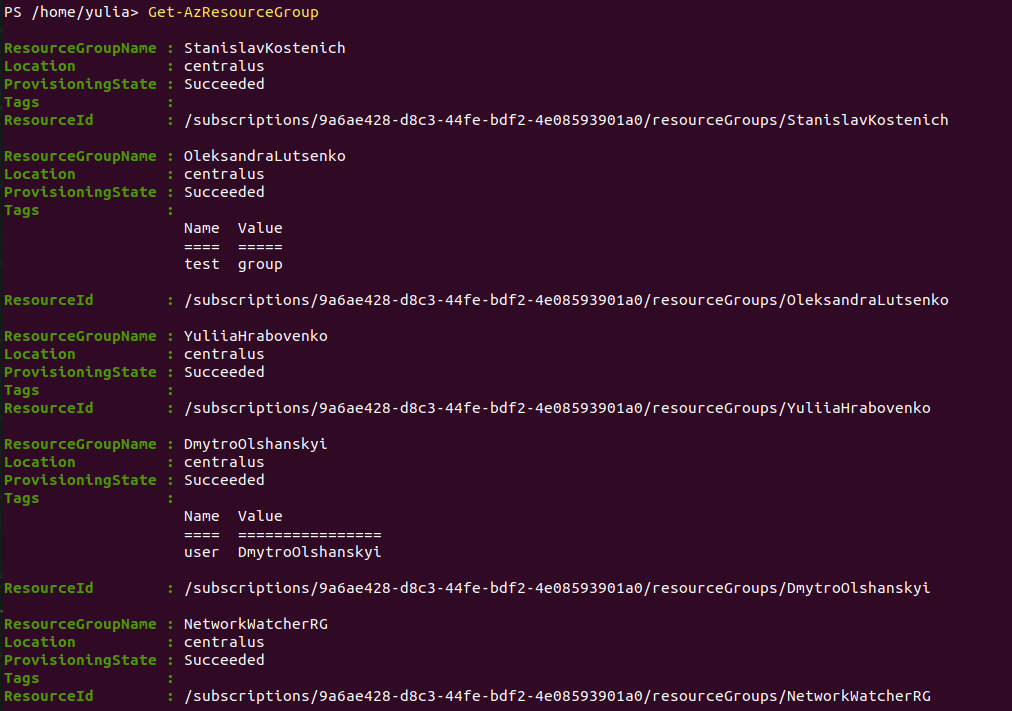 PS /home/yulia> Get-AzResourceGroup
ResourceGroupName : StanislavKostenich
Location : centralus
ProvisioningState : Succeeded
Tags :
ResourceId : /subscriptions/9a6ae428-d8c3-44fe-bdf2-4e08593901a0/resourceGroups/StanislavKostenich
ResourceGroupName : OleksandraLutsenko
Location : centralus
ProvisioningState : Succeeded
Tags :
Name Value
==== =====
test group
ResourceId : /subscriptions/9a6ae428-d8c3-44fe-bdf2-4e08593901a0/resourceGroups/OleksandraLutsenko
ResourceGroupName : YuliiaHrabovenko
Location : centralus
ProvisioningState : Succeeded
Tags :
ResourceId : /subscriptions/9a6ae428-d8c3-44fe-bdf2-4e08593901a0/resourceGroups/YuliiaHrabovenko
ResourceGroupName : DmytroOlshanskyi
Location : centralus
ProvisioningState : Succeeded
Tags :
Name Value
==== ================
user DmytroOlshanskyi
ResourceId : /subscriptions/9a6ae428-d8c3-44fe-bdf2-4e08593901a0/resourceGroups/DmytroOlshanskyi
ResourceGroupName : NetworkWatcherRG
Location : centralus
ProvisioningState : Succeeded
Tags :
ResourceId : /subscriptions/9a6ae428-d8c3-44fe-bdf2-4e08593901a0/resourceGroups/NetworkWatcherRG